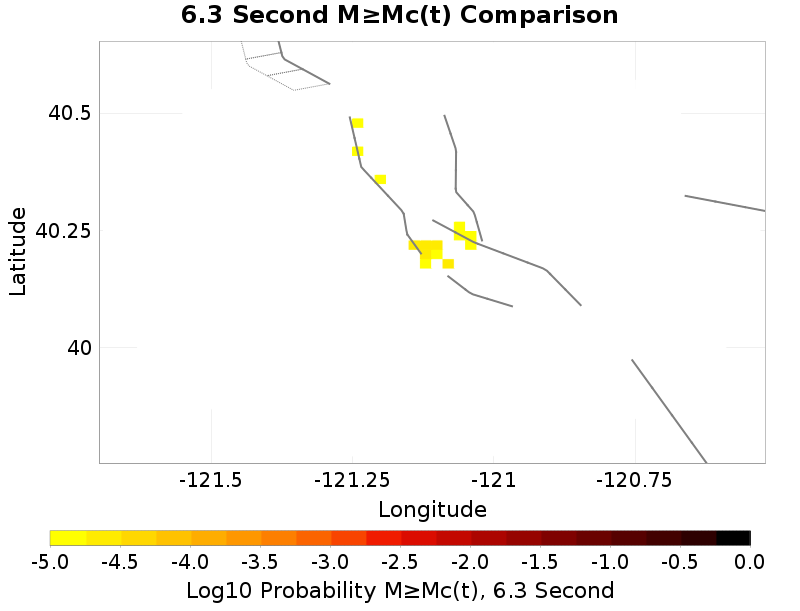 6.3 Second M≥Mc(t) Comparison
40.5
40.25
40
Latitude
-121.5 -121.25 -121 -120.75
Longitude
-5.0 -4.5 -4.0 -3.5 -3.0 -2.5 -2.0 -1.5 -1.0 -0.5 0.0
Log10 Probability M≥Mc(t), 6.3 Second